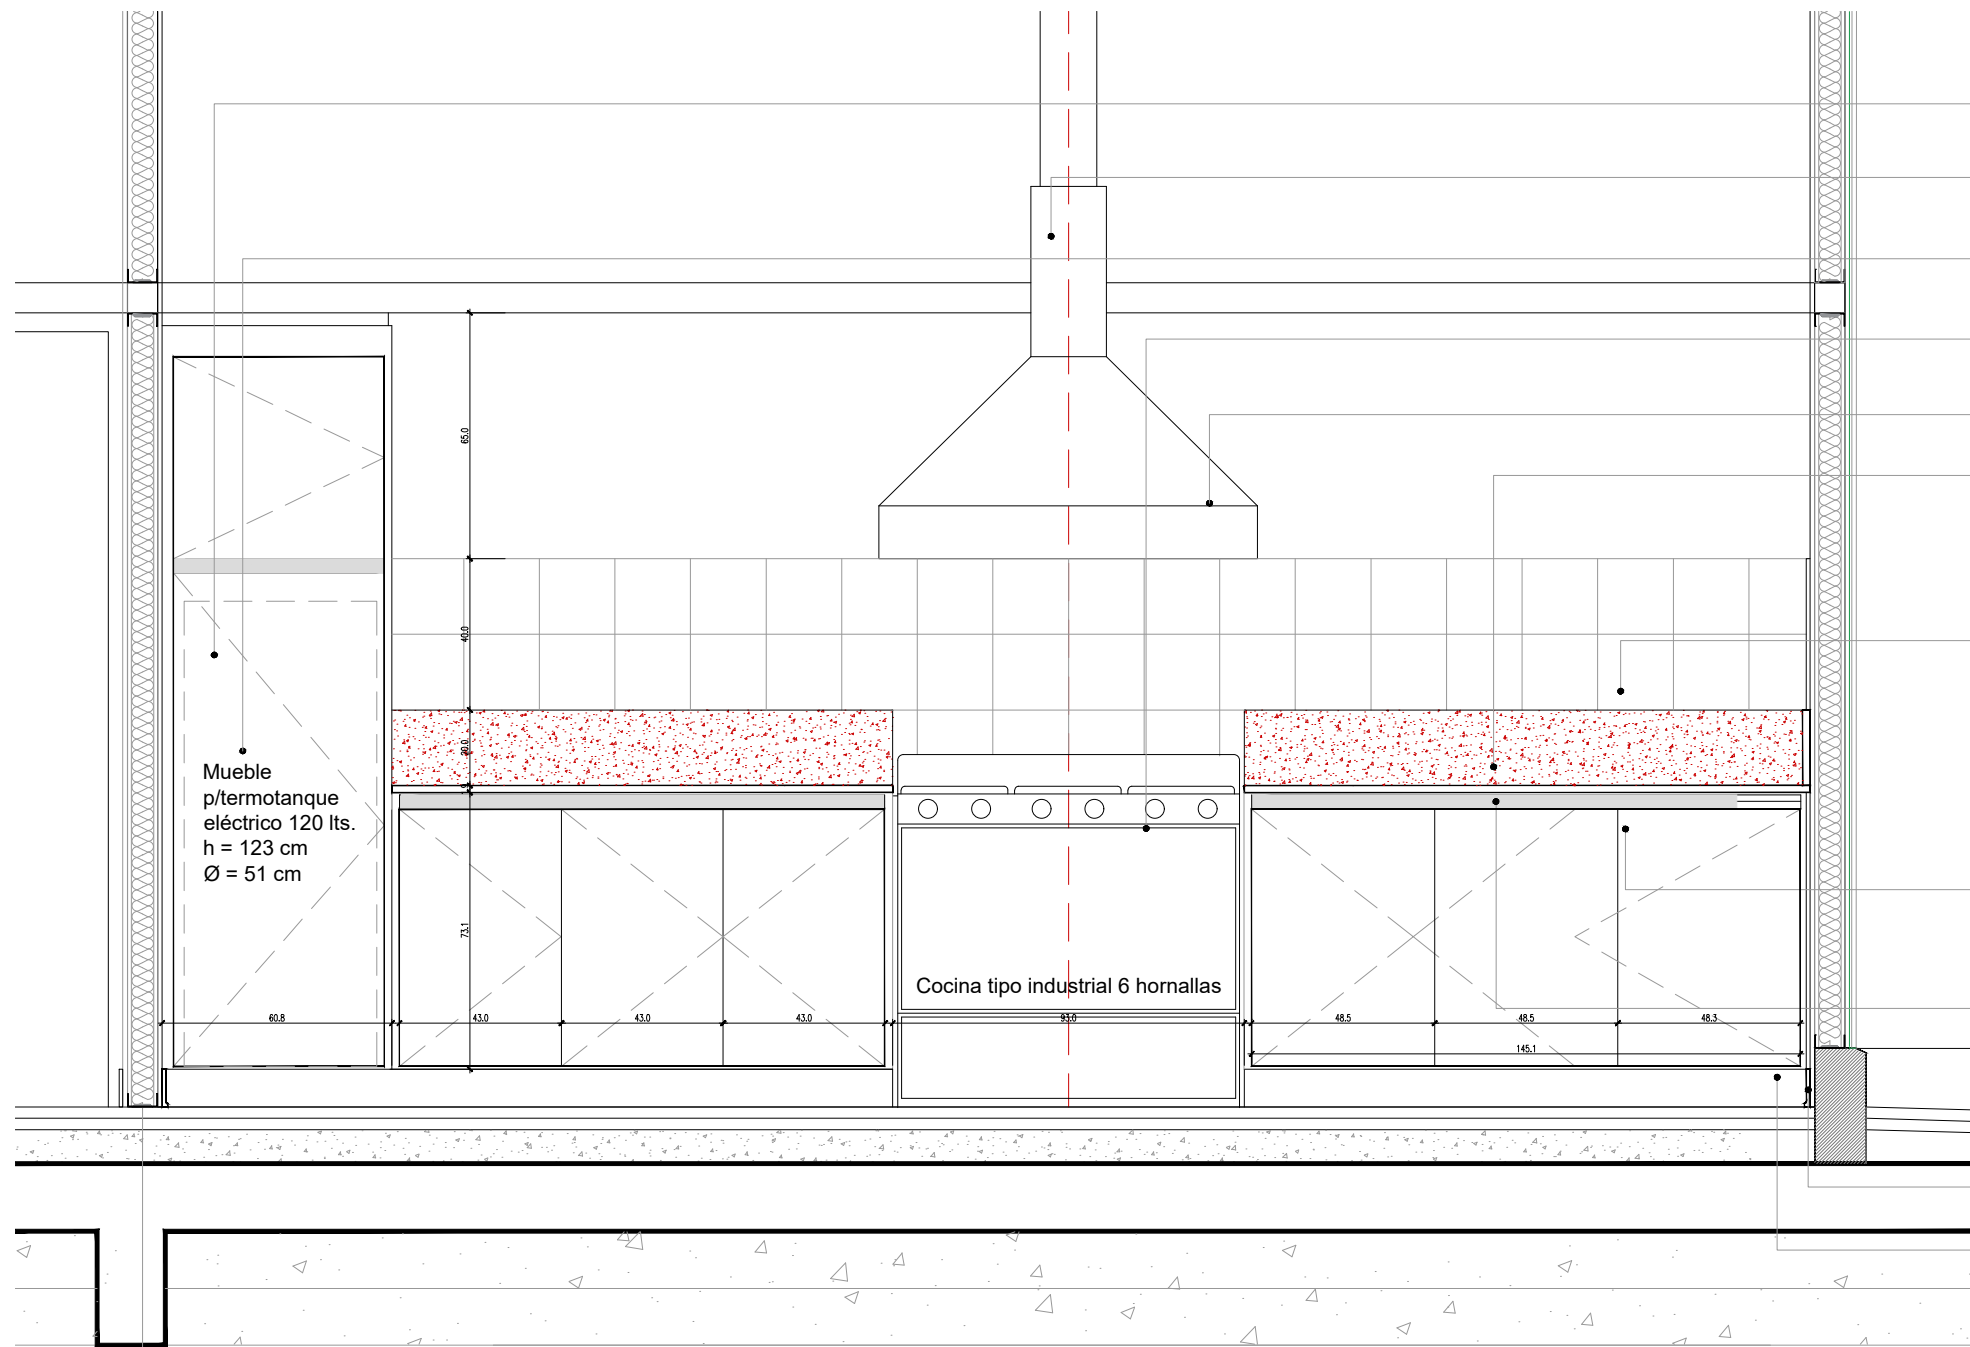 65.0
40.0
20.0
Mueble
p/termotanque
eléctrico 120 lts.
h = 123 cm
Ø = 51 cm
73.1
Cocina tipo industrial 6 hornallas
60.8
43.0
43.0
43.0
93.0
48.5
48.5
48.3
145.1